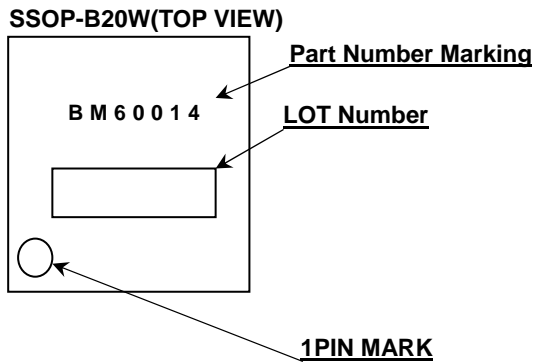 SSOP-B20W(TOP VIEW)
Part Number Marking
BM60014
LOT Number
1PIN MARK